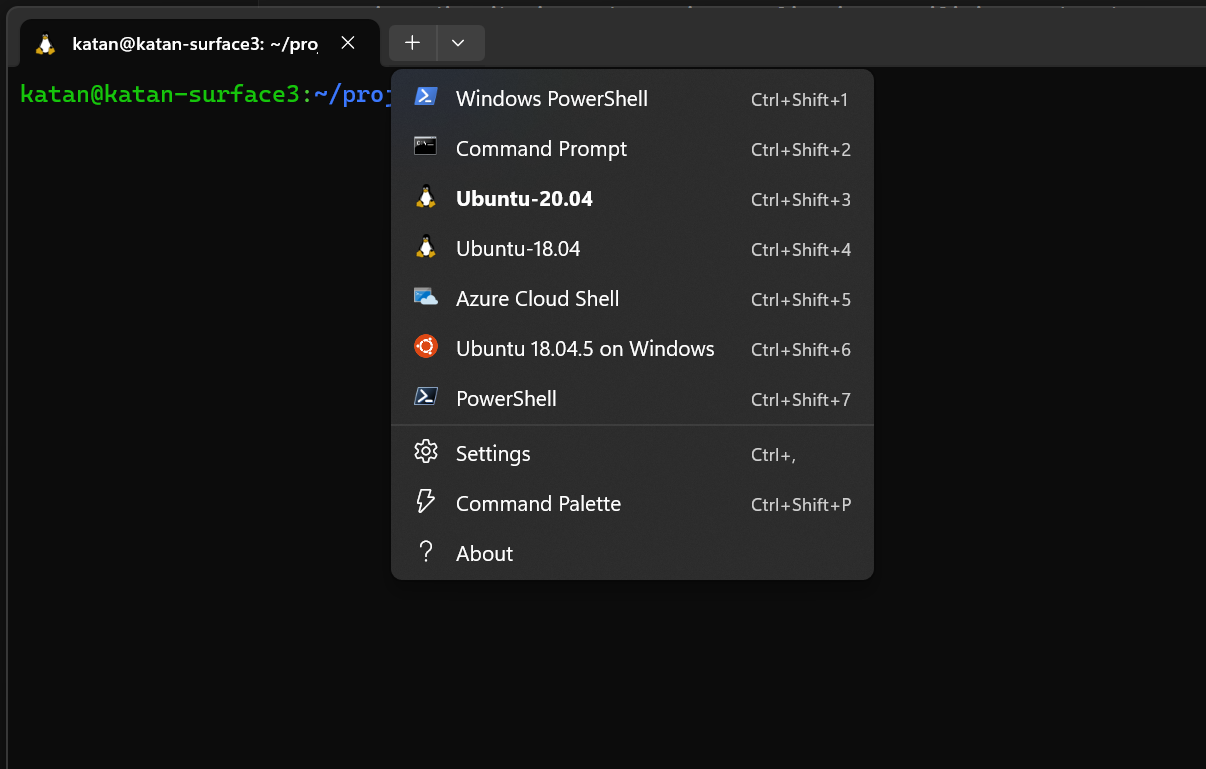 katan@katan-surface3: ~/pro
katan@katan-surface3:~/proj
Windows PowerShell Ctrl+Shift+1
Command Prompt Ctrl+Shift+2
Ubuntu-20.04 Ctrl+Shift+3
Ubuntu-18.04 Ctrl+Shift+4
Azure Cloud Shell Ctrl+Shift+5
Ubuntu 18.04.5 on Windows Ctrl+Shift+6
PowerShell Ctrl+Shift+7
Settings Ctrl+,
Command Palette Ctrl+Shift+P
? About